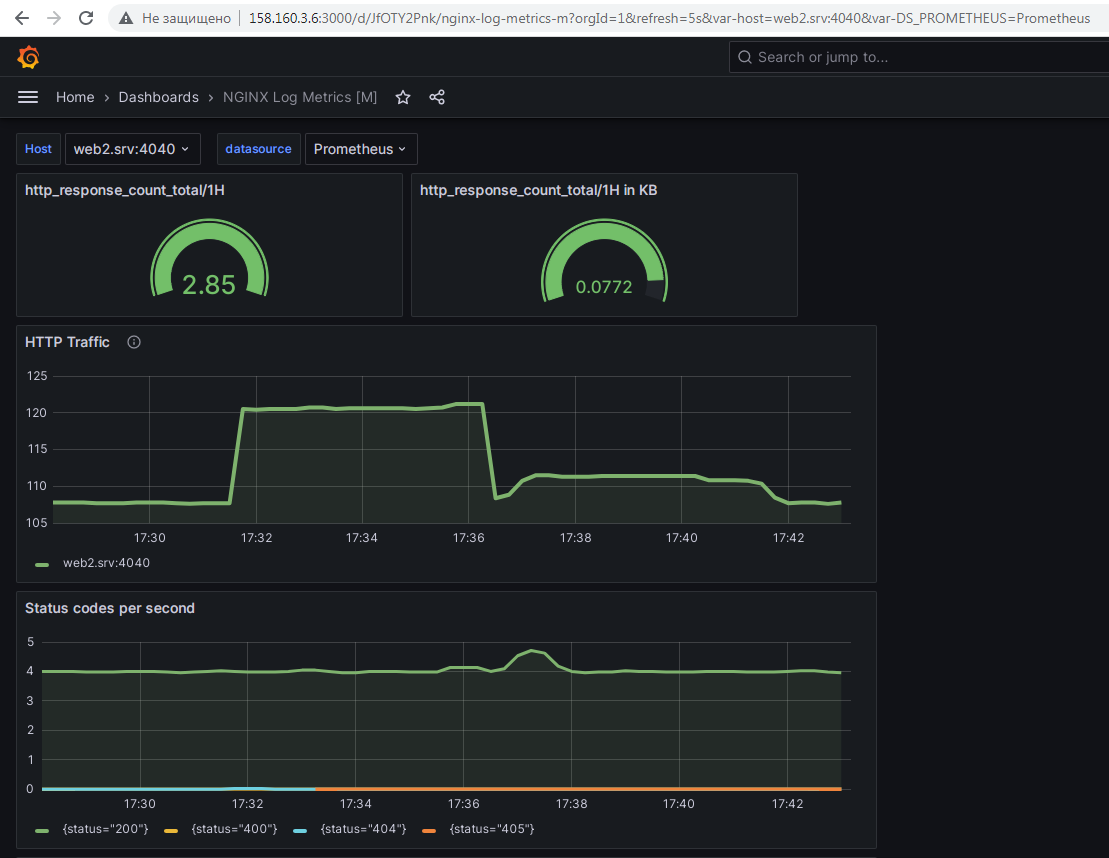 Не защищено 158.160.3.6:3000/d/JfOTY2Pnk/nginx-log-metrics-m?orgId=1&refresh=5s&var-host=web2.srv:4040&var-DS_PROMETHEUS=Prometheus
Search or jump to...
Home › Dashboards › NGINX Log Metrics [M]
Host web2.srv:4040 datasource Prometheus
http_response_count_total/1H
2.85
http_response_count_total/1H in KB
0.0772
HTTP Traffic
125
120
115
110
105
17:30 17:32 17:34 17:36 17:38 17:40 17:42
web2.srv:4040
Status codes per second
5
4
3
2
1
0
17:30 17:32 17:34 17:36 17:38 17:40 17:42
{status="200"} {status="400"} {status="404"} {status="405"}